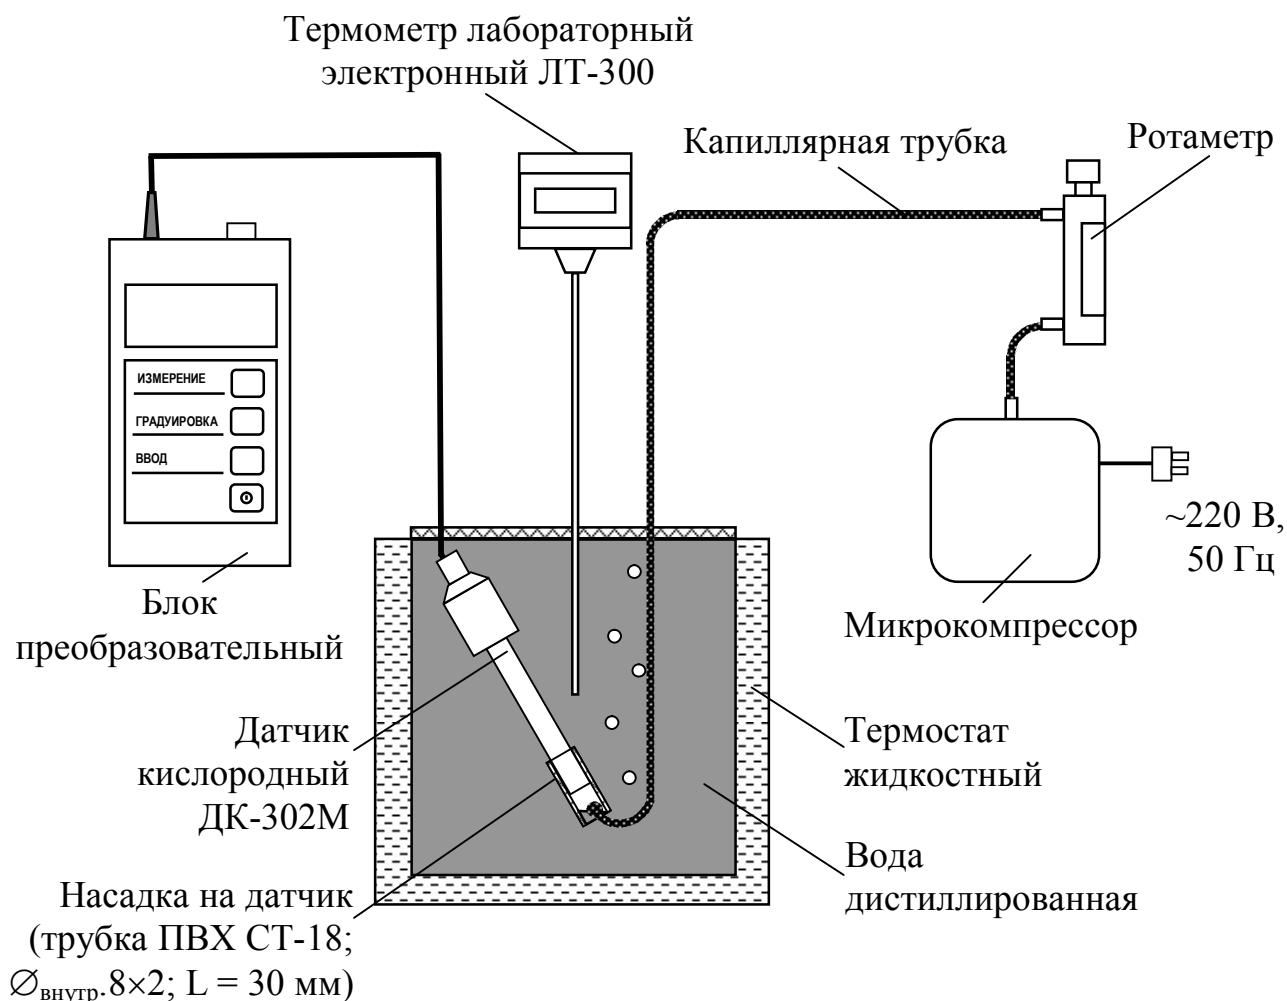 Термометр лабораторный
электронный ЛТ-300
Капиллярная трубка
Ротаметр
ИЗМЕРЕНИЕ
ГРАДУИРОВКА
ВВОД
~220 В,
50 Гц
Блок
преобразовательный
Микрокомпрессор
Датчик
кислородный
ДК-302М
Термостат
жидкостный
Вода
дистиллированная
Насадка на датчик
(трубка ПВХ СТ-18;
∅внутр.8×2; L = 30 мм)